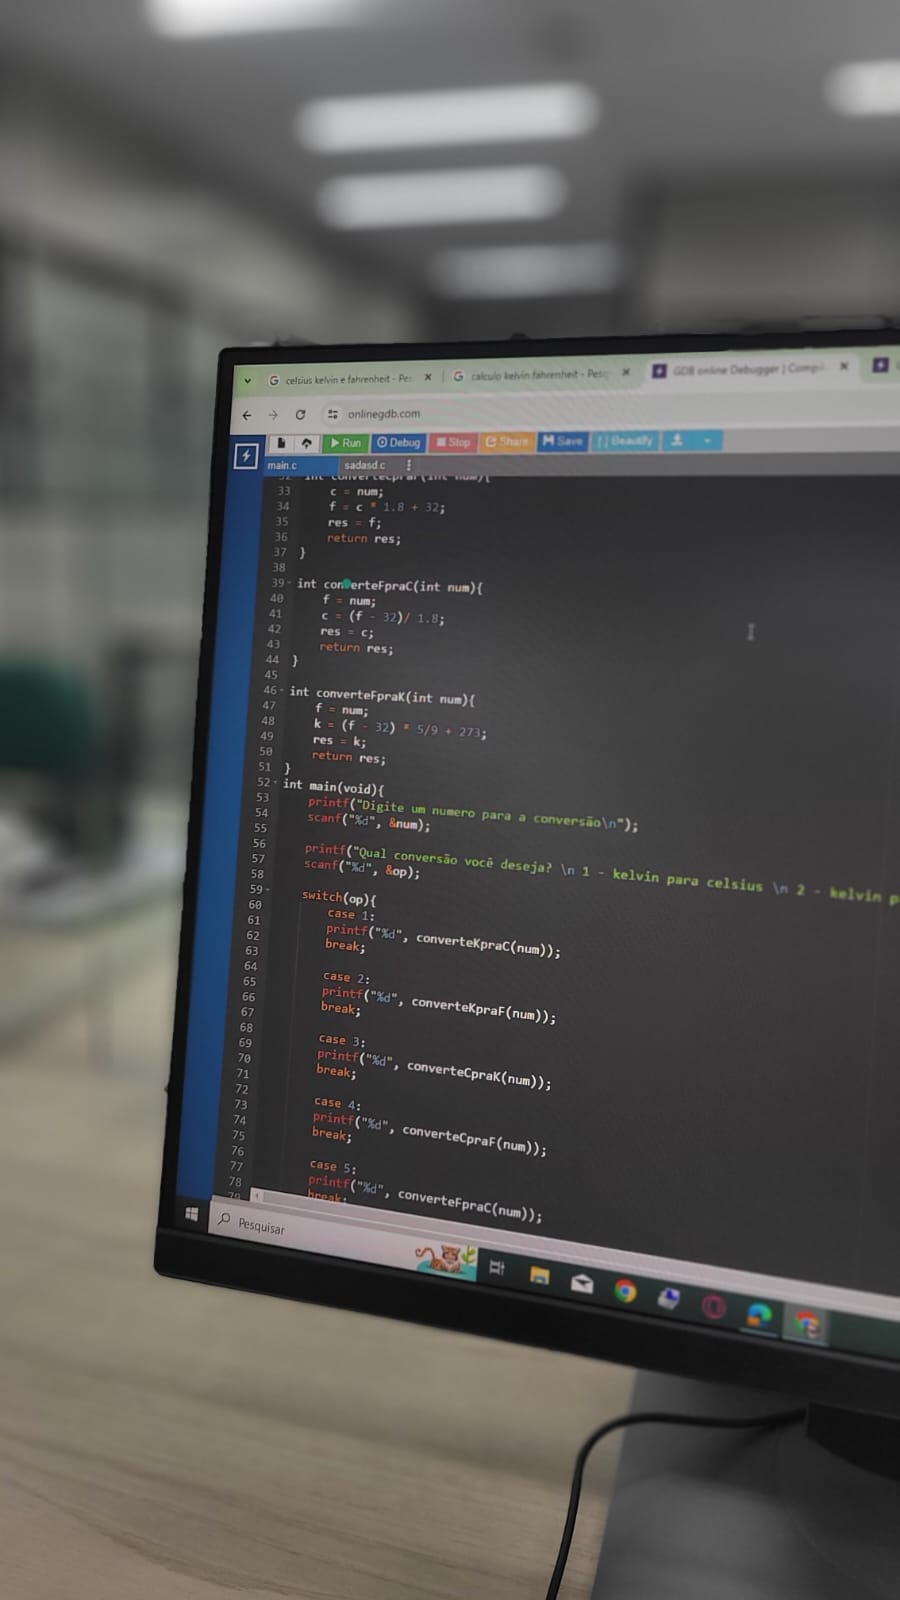 celsius kelvin e fahrenheit - Pes
calculo kelvin fahrenheit - Pesq
GDB online Debugger | Compi
onlinegdb.com
Run Debug Stop Share Save { } Beautify
main.c sadasd.c
33 c = num;
34 f = c * 1.8 + 32;
35 res = f;
36 return res;
37 }
38
39 int converteFpraC(int num){
40 f = num;
41 c = (f - 32)/ 1.8;
42 res = c;
43 return res;
44 }
45
46 int converteFpraK(int num){
47 f = num;
48 k = (f - 32) * 5/9 + 273;
49 res = k;
50 return res;
51 }
52 int main(void){
53 printf("Digite um numero para a conversão\n");
54 scanf("%d", &num);
55
56 printf("Qual conversão você deseja? \n 1 - kelvin para celsius \n 2 - kelvin p
57 scanf("%d", &op);
58
59 switch(op){
60 case 1:
61 printf("%d", converteKpraC(num));
62 break;
63
64 case 2:
65 printf("%d", converteKpraF(num));
66 break;
67
68 case 3:
69 printf("%d", converteCpraK(num));
70 break;
71
72 case 4:
73 printf("%d", converteCpraF(num));
74 break;
75
76 case 5:
77 printf("%d", converteFpraC(num));
78 break;
79
Pesquisar